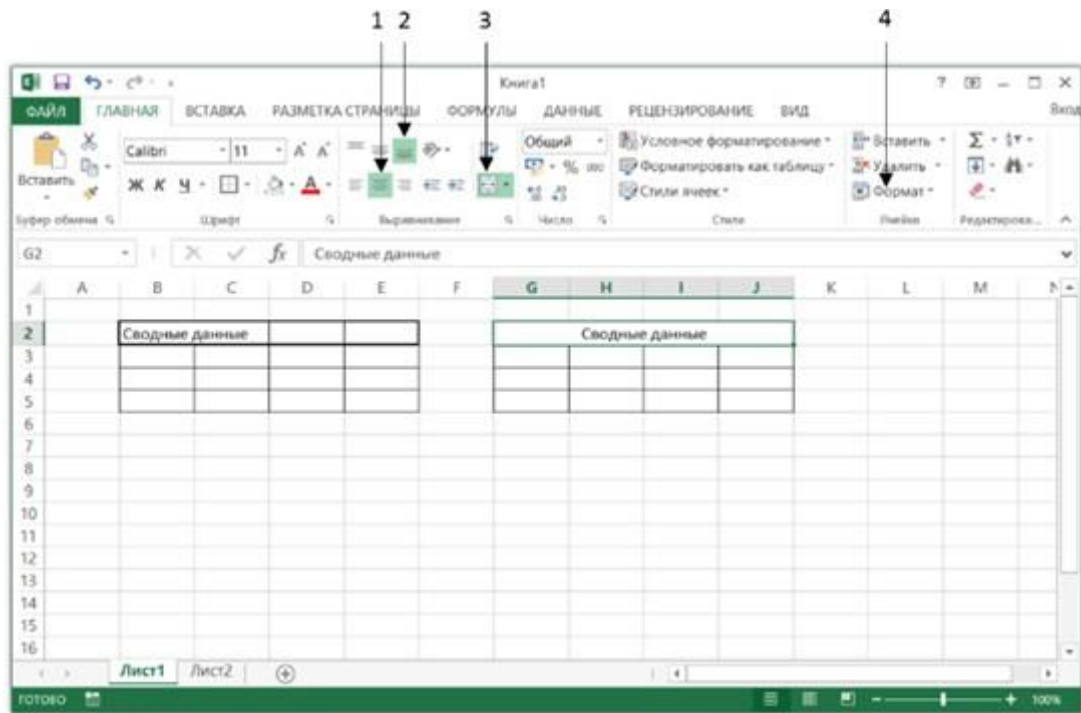 1 2 3 4
Книга1
?
ФАЙЛ ГЛАВНАЯ ВСТАВКА РАЗМЕТКА СТРАНИЦЫ ФОРМУЛЫ ДАННЫЕ РЕЦЕНЗИРОВАНИЕ ВИД Вход
Calibri 11 Общий Условное форматирование Вставить
Вставить % 000 Форматировать как таблицу Удалить
Ж К Ч Стили ячеек Формат
Буфер обмена Шрифт Выравнивание Число Стили Ячейки Редактирова...
G2 fx Сводные данные
A B C D E F G H I J K L M N
1
2 Сводные данные Сводные данные
3
4
5
6
7
8
9
10
11
12
13
14
15
16
Лист1 Лист2
ГОТОВО 100%